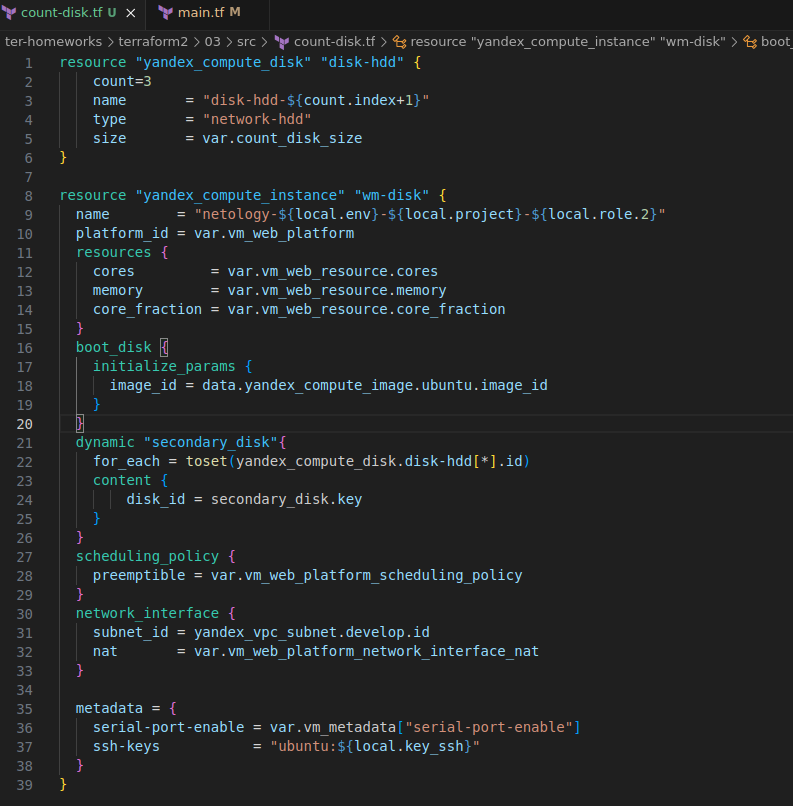 count-disk.tf U × main.tf M
ter-homeworks > terraform2 > 03 > src > count-disk.tf > resource "yandex_compute_instance" "wm-disk" > boot_
1 resource "yandex_compute_disk" "disk-hdd" {
2     count=3
3     name       = "disk-hdd-${count.index+1}"
4     type       = "network-hdd"
5     size       = var.count_disk_size
6 }
7
8 resource "yandex_compute_instance" "wm-disk" {
9   name        = "netology-${local.env}-${local.project}-${local.role.2}"
10   platform_id = var.vm_web_platform
11   resources {
12     cores         = var.vm_web_resource.cores
13     memory        = var.vm_web_resource.memory
14     core_fraction = var.vm_web_resource.core_fraction
15   }
16   boot_disk {
17     initialize_params {
18       image_id = data.yandex_compute_image.ubuntu.image_id
19     }
20   }
21   dynamic "secondary_disk"{
22     for_each = toset(yandex_compute_disk.disk-hdd[*].id)
23     content {
24         disk_id = secondary_disk.key
25     }
26   }
27   scheduling_policy {
28     preemptible = var.vm_web_platform_scheduling_policy
29   }
30   network_interface {
31     subnet_id = yandex_vpc_subnet.develop.id
32     nat       = var.vm_web_platform_network_interface_nat
33   }
34
35   metadata = {
36     serial-port-enable = var.vm_metadata["serial-port-enable"]
37     ssh-keys           = "ubuntu:${local.key_ssh}"
38   }
39 }